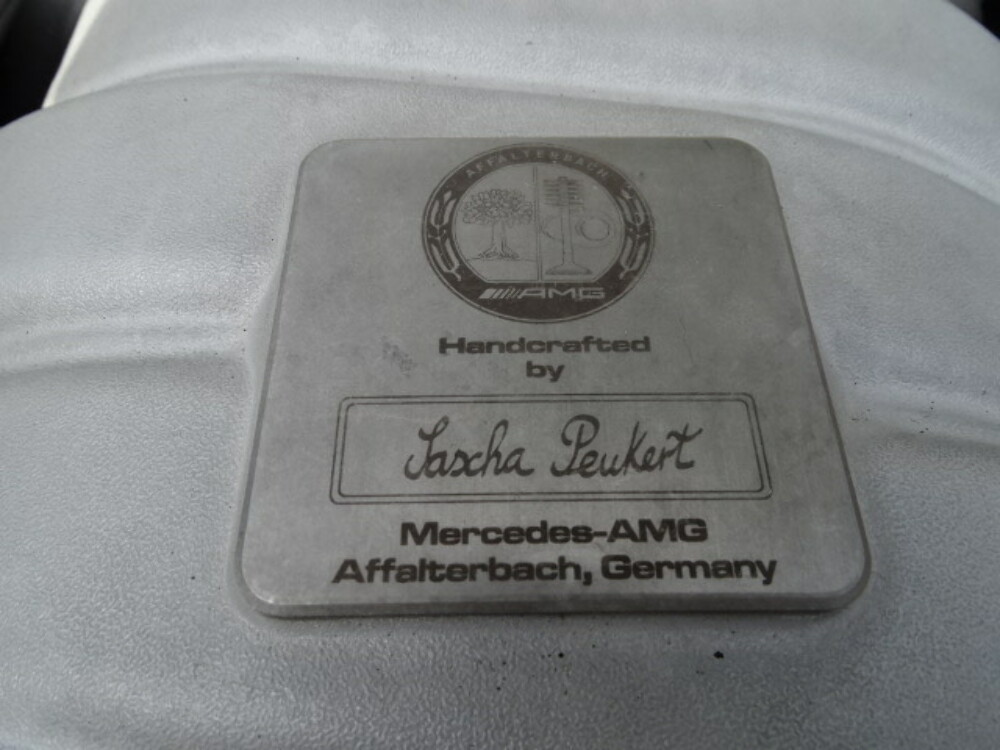 AFFALTERBACH
AMG
Handcrafted
by
Sascha Peukert
Mercedes-AMG
Affalterbach, Germany